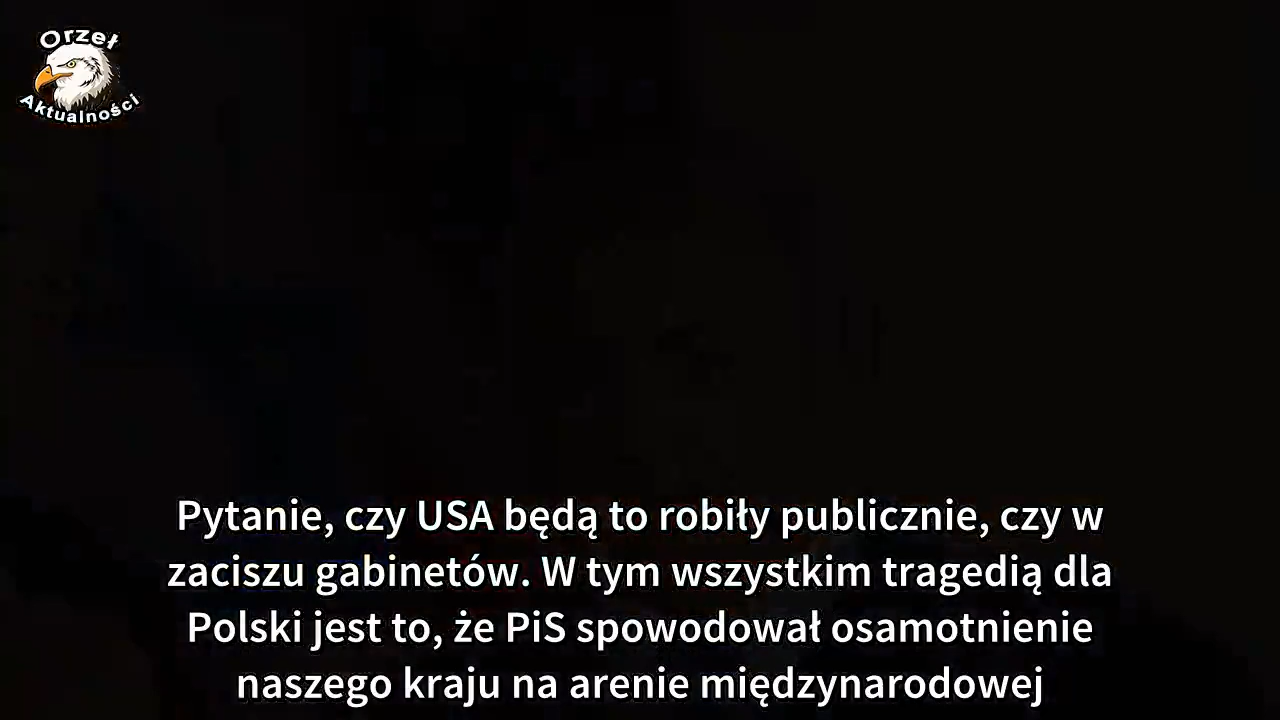 Orzeł
Aktualności
Pytanie, czy USA będą to robiły publicznie, czy w
zaciszu gabinetów. W tym wszystkim tragedią dla
Polski jest to, że PiS spowodował osamotnienie
naszego kraju na arenie międzynarodowej